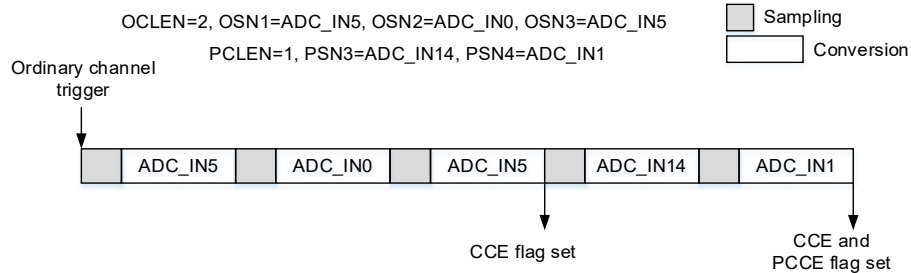 OCLEN=2, OSN1=ADC_IN5, OSN2=ADC_IN0, OSN3=ADC_IN5
PCLEN=1, PSN3=ADC_IN14, PSN4=ADC_IN1
Sampling
Conversion
Ordinary channel
trigger
ADC_IN5
ADC_IN0
ADC_IN5
ADC_IN14
ADC_IN1
CCE flag set
CCE and
PCCE flag set